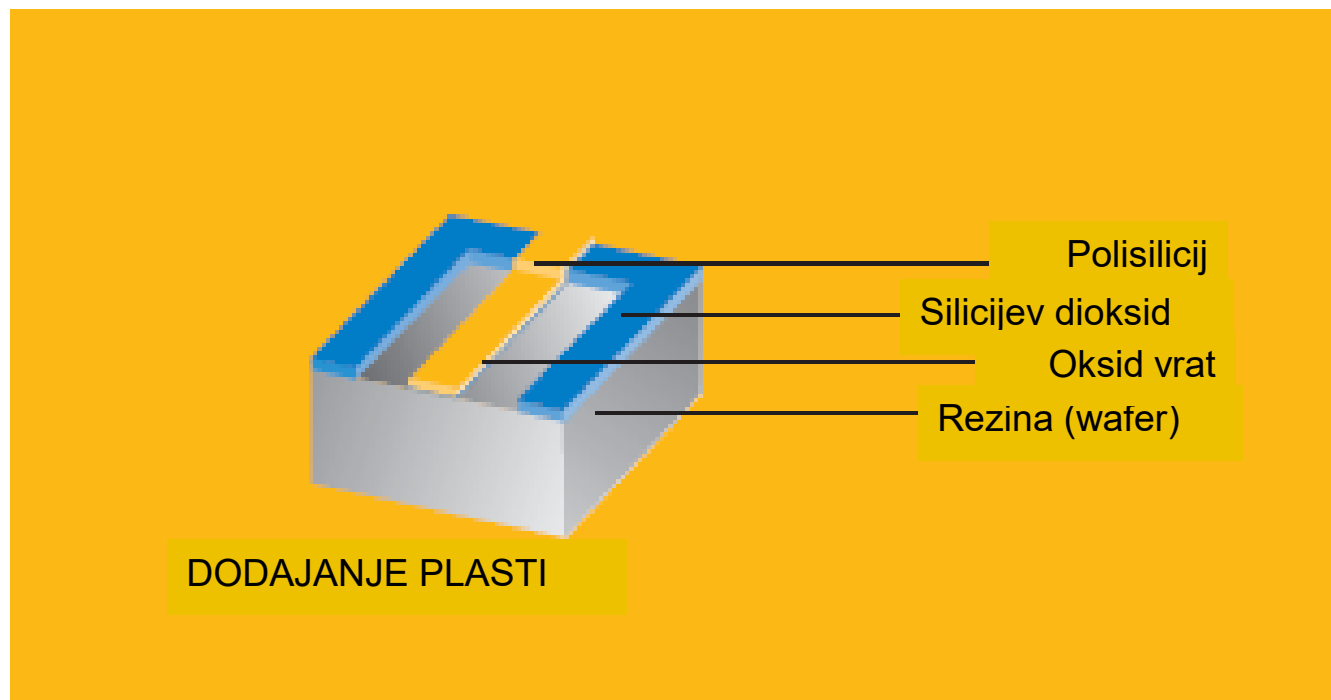 Polisilicij
Silicijev dioksid
Oksid vrat
Rezina (wafer)
DODAJANJE PLASTI